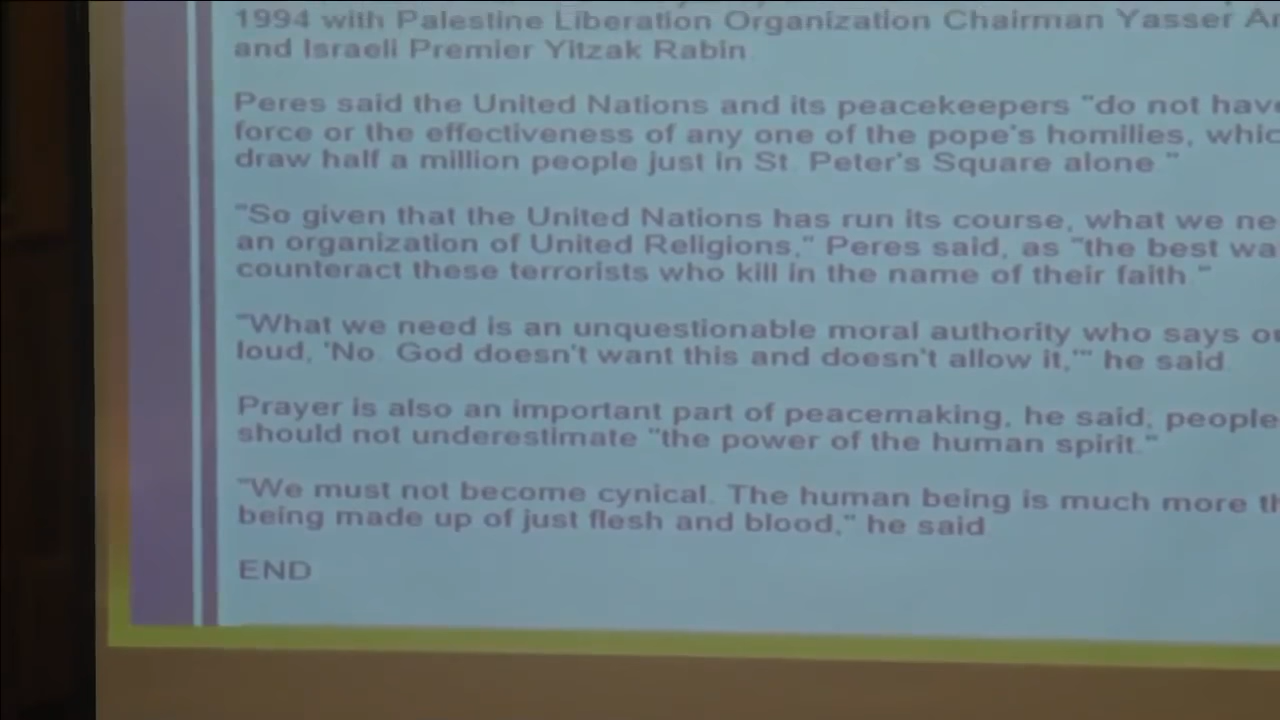 1994 with Palestine Liberation Organization Chairman Yasser
and Israeli Premier Yitzak Rabin
Peres said the United Nations and its peacekeepers "do not
force or the effectiveness of any one of the pope's homilies,
draw half a million people just in St. Peter's Square alone."
"So given that the United Nations has run its course, what we
an organization of United Religions," Peres said, as "the best
counteract these terrorists who kill in the name of their faith."
"What we need is an unquestionable moral authority who says
loud, 'No. God doesn't want this and doesn't allow it,'" he said
Prayer is also an important part of peacemaking, he said; people
should not underestimate "the power of the human spirit."
"We must not become cynical. The human being is much more
being made up of just flesh and blood," he said
END